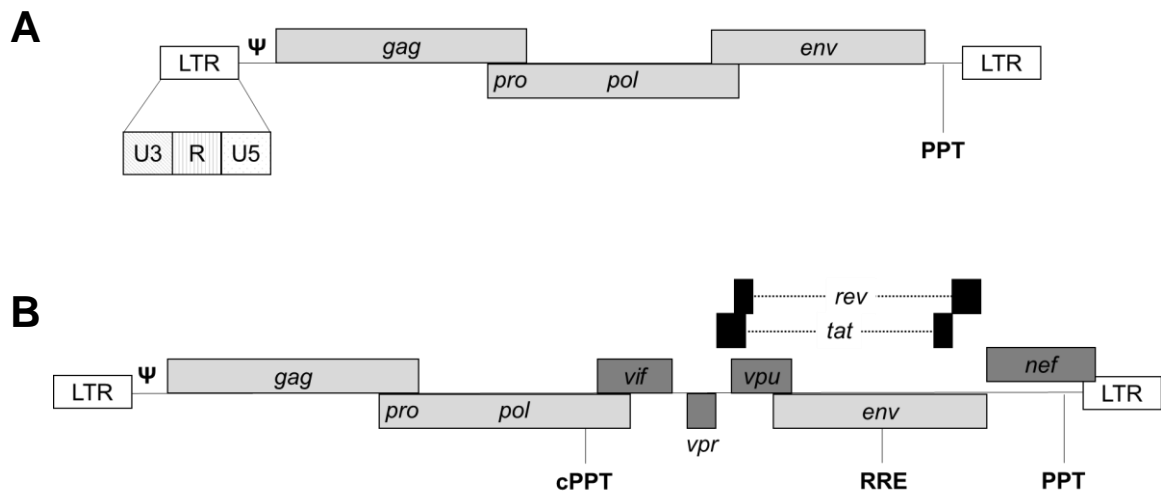 A
Ψ
gag
env
LTR
LTR
pro pol
U3 R U5
PPT
B
rev
tat
Ψ
gag
vif
vpu
nef
LTR
LTR
pro pol
env
vpr
cPPT
RRE
PPT